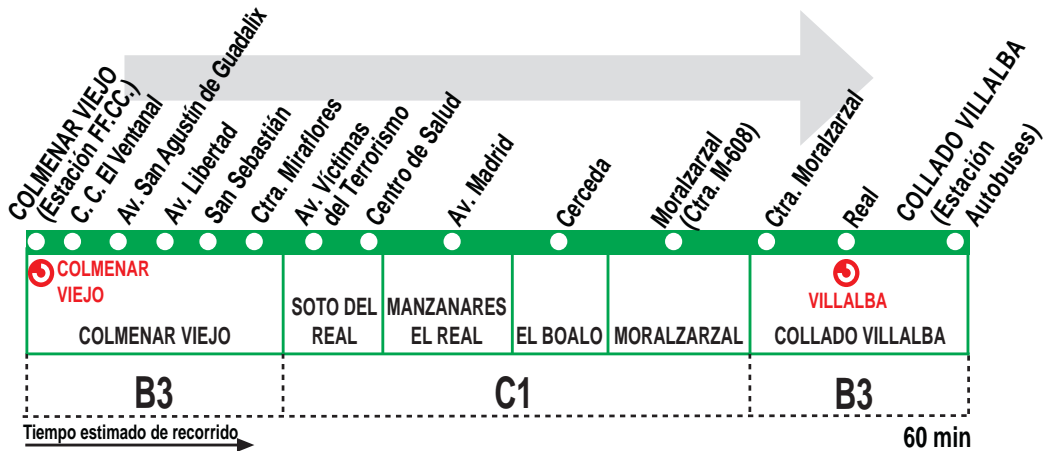 COLMENAR VIEJO
(Estación FF.CC.)
C. C. El Ventanal
Av. San Agustín de Guadalix
Av. Libertad
San Sebastián
Ctra. Miraflores
Av. Víctimas
del Terrorismo
Centro de Salud
Av. Madrid
Cerceda
Moralzarzal
(Ctra. M-608)
Ctra. Moralzarzal
Real
COLLADO VILLALBA
(Estación
Autobuses)
COLMENAR
VIEJO
VILLALBA
COLMENAR VIEJO
SOTO DEL
REAL
MANZANARES
EL REAL
EL BOALO
MORALZARZAL
COLLADO VILLALBA
B3
C1
B3
Tiempo estimado de recorrido
60 min